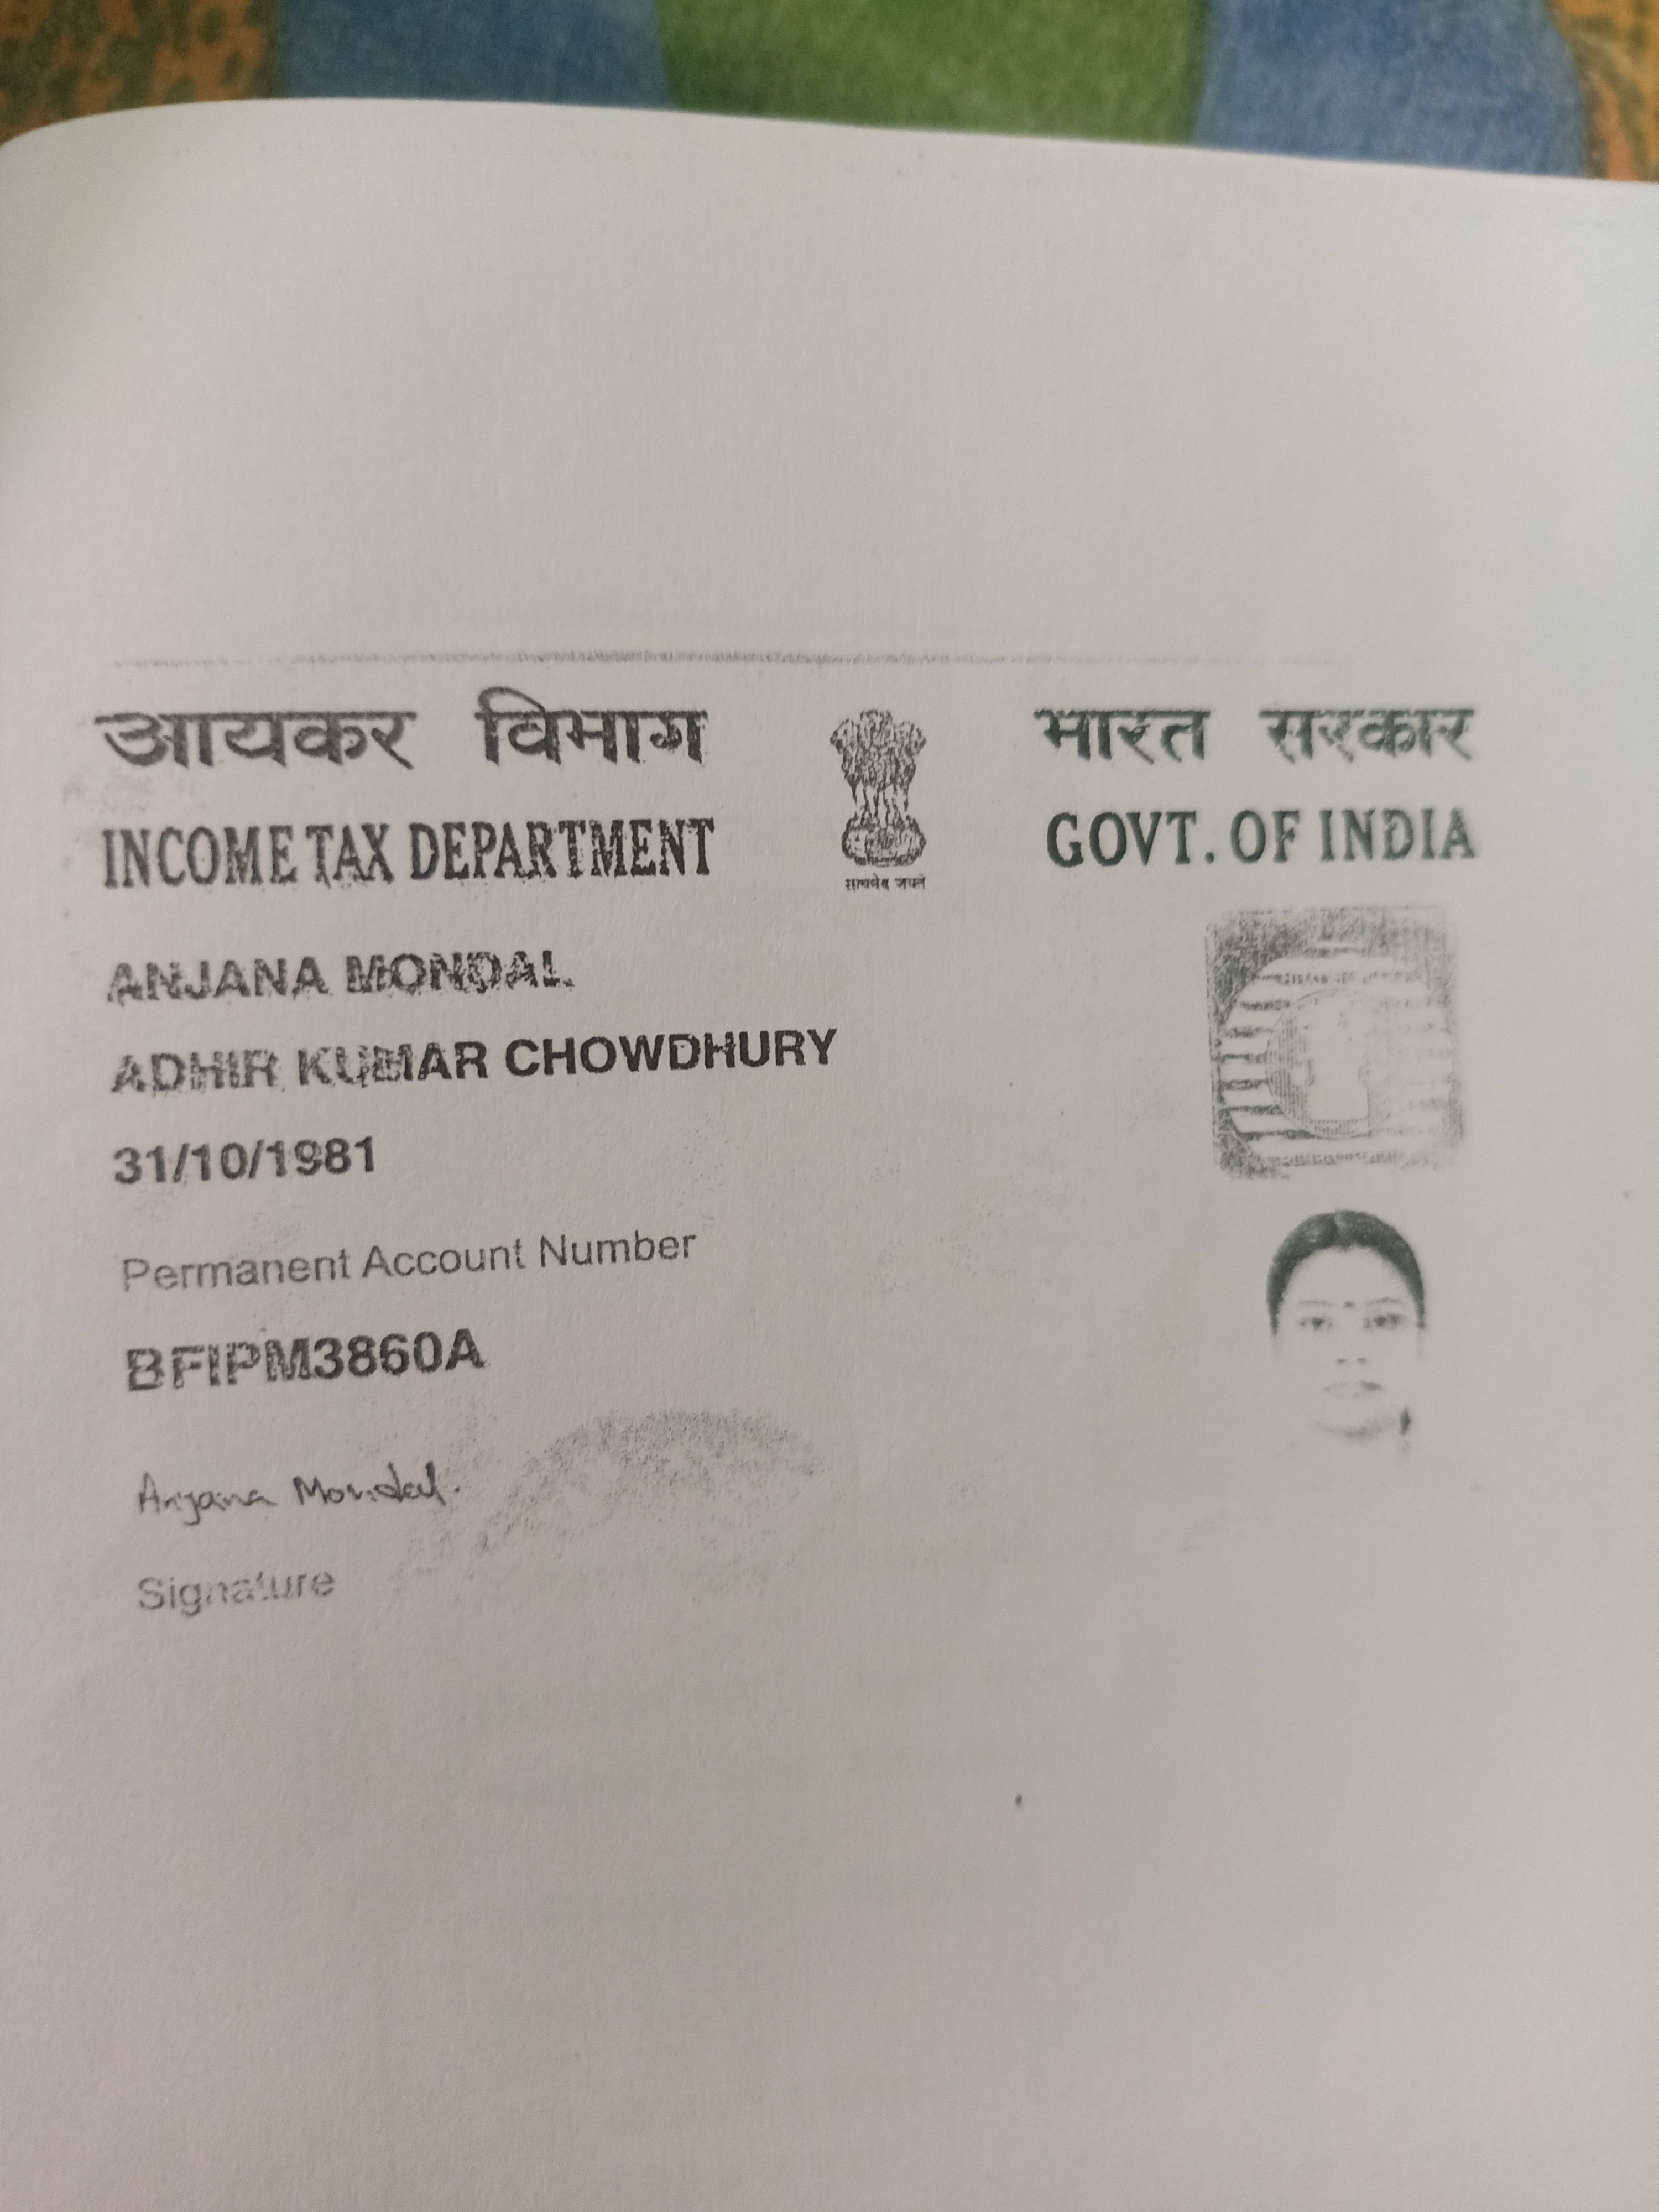 आयकर विभाग
INCOME TAX DEPARTMENT
सत्यमेव जयते
भारत सरकार
GOVT. OF INDIA
ANJANA MONDAL
ADHIR KUMAR CHOWDHURY
31/10/1981
Permanent Account Number
BFIPM3860A
Anjana Mondal.
Signature